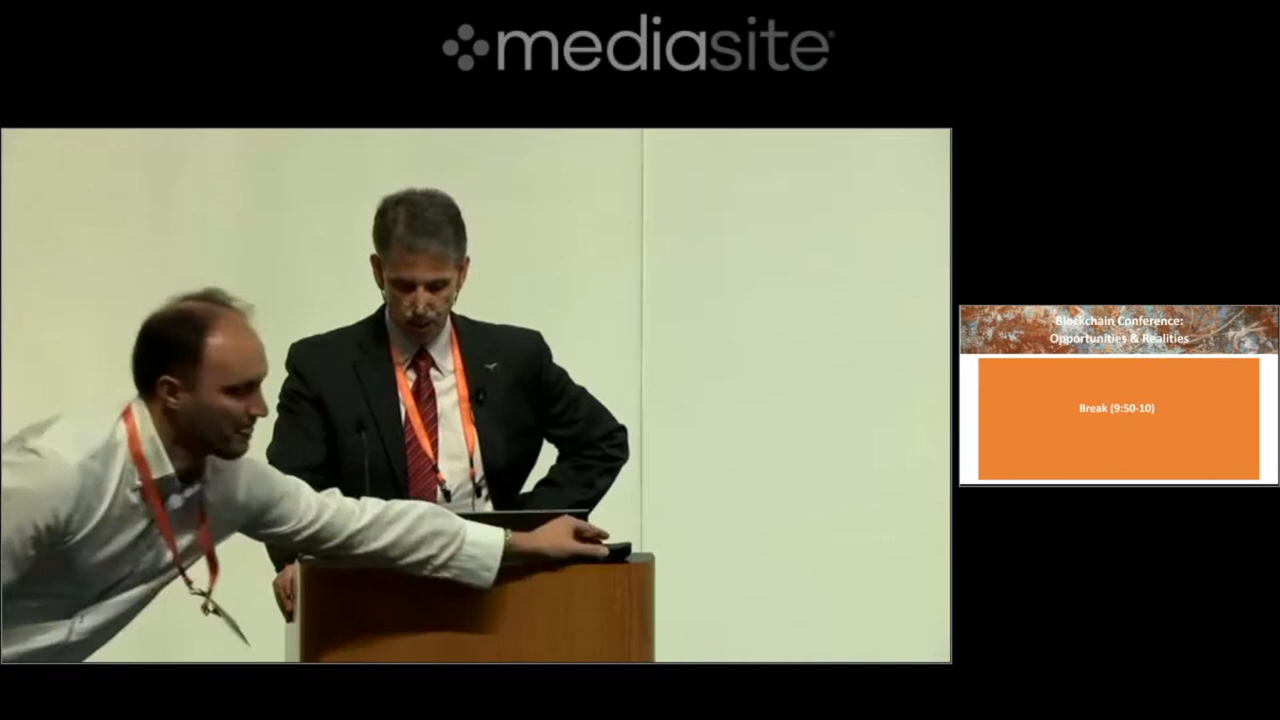 mediasite
Blockchain Conference:
Opportunities & Realities
Break (9:50-10)